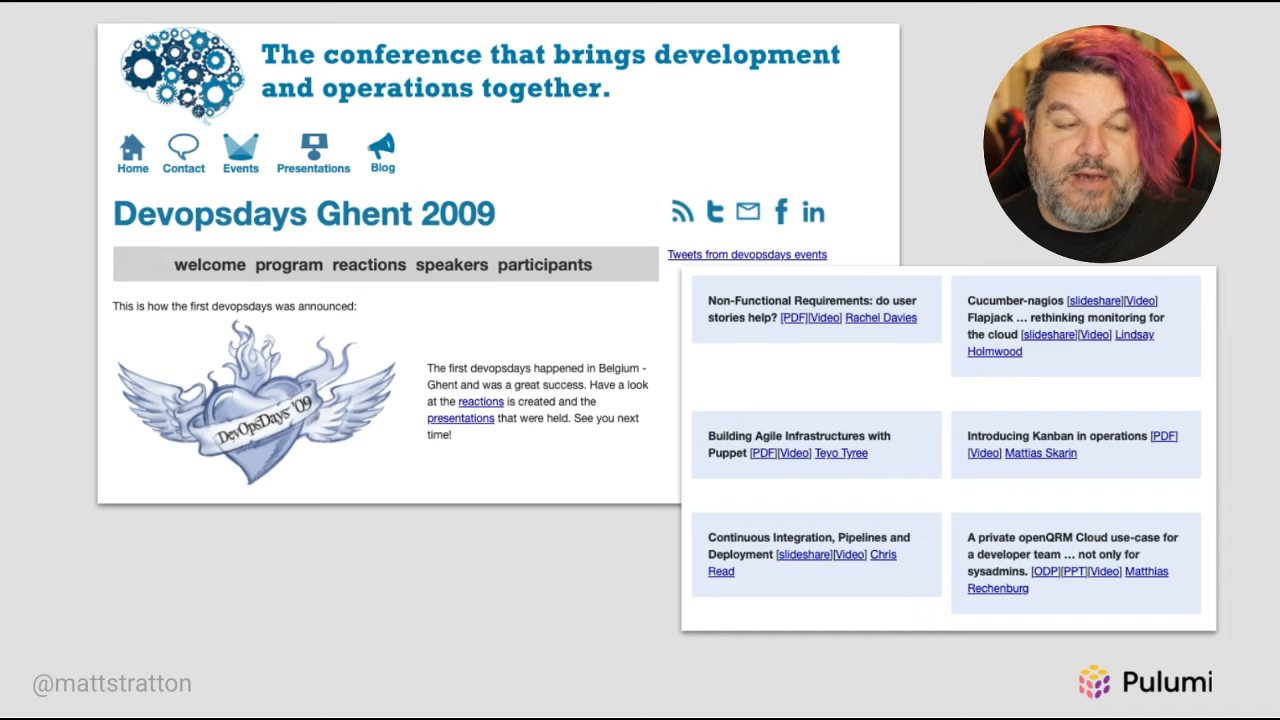 The conference that brings development
and operations together.
Home Contact Events Presentations Blog
Devopsdays Ghent 2009
welcome program reactions speakers participants
Tweets from devopsdays events
This is how the first devopsdays was announced:
DevOpsDays '09
The first devopsdays happened in Belgium -
Ghent and was a great success. Have a look
at the reactions is created and the
presentations that were held. See you next
time!
Non-Functional Requirements: do user
stories help? [PDF][Video] Rachel Davies
Cucumber-nagios [slideshare][Video]
Flapjack ... rethinking monitoring for
the cloud [slideshare][Video] Lindsay
Holmwood
Building Agile Infrastructures with
Puppet [PDF][Video] Teyo Tyree
Introducing Kanban in operations [PDF]
[Video] Mattias Skarin
Continuous Integration, Pipelines and
Deployment [slideshare][Video] Chris
Read
A private openQRM Cloud use-case for
a developer team ... not only for
sysadmins. [ODP][PPT][Video] Matthias
Rechenburg
@mattstratton
Pulumi